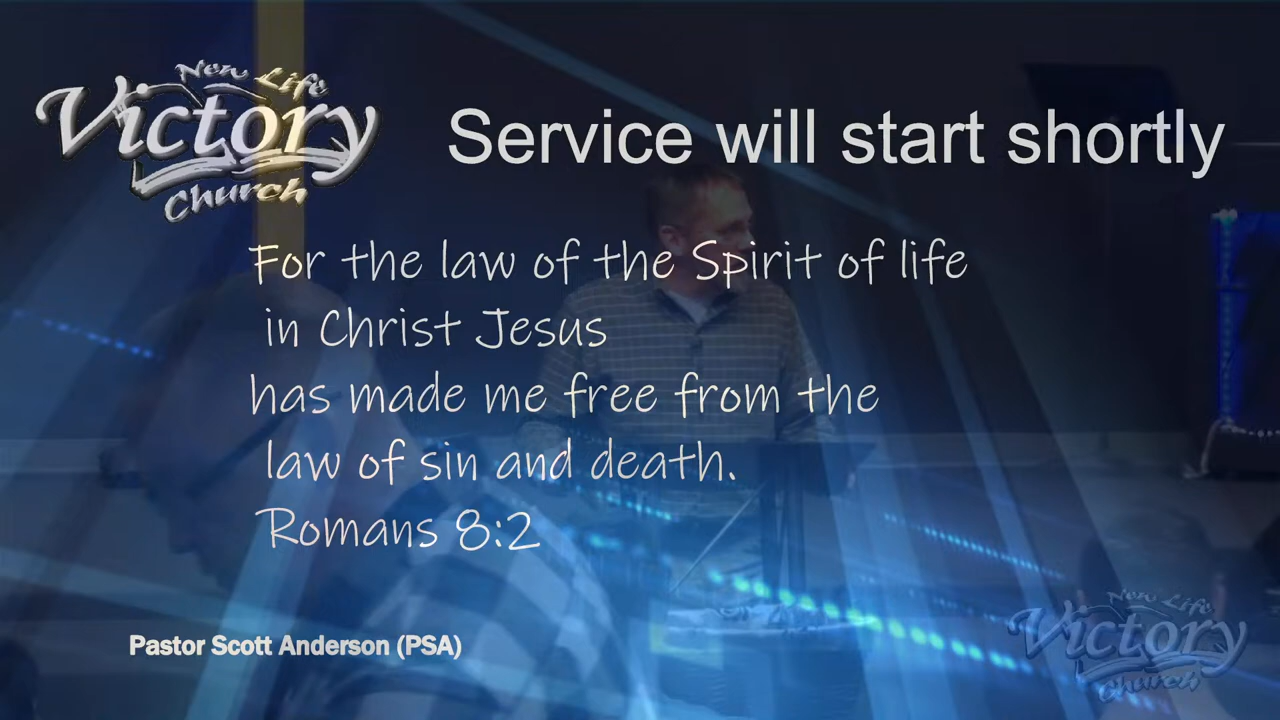 New Life
Victory
Church
Service will start shortly
For the law of the Spirit of life
in Christ Jesus
has made me free from the
law of sin and death.
Romans 8:2
Pastor Scott Anderson (PSA)
New Life
Victory
Church